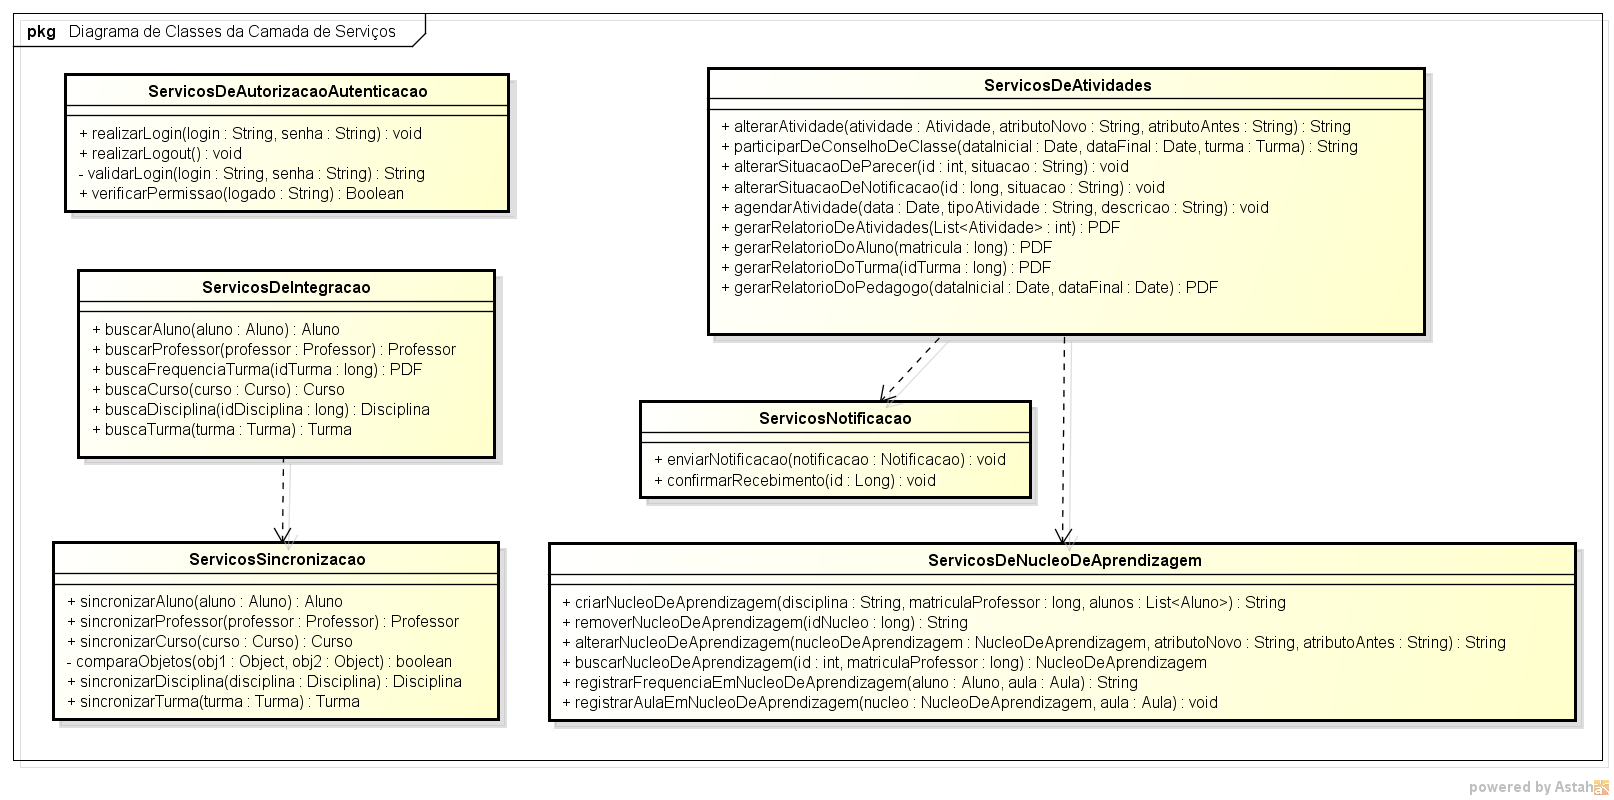 pkg Diagrama de Classes da Camada de Serviços
ServicosDeAutorizacaoAutenticacao
+ realizarLogin(login : String, senha : String) : void
+ realizarLogout() : void
- validarLogin(login : String, senha : String) : String
+ verificarPermissao(logado : String) : Boolean
ServicosDeAtividades
+ alterarAtividade(atividade : Atividade, atributoNovo : String, atributoAntes : String) : String
+ participarDeConselhoDeClasse(dataInicial : Date, dataFinal : Date, turma : Turma) : String
+ alterarSituacaoDeParecer(id : int, situacao : String) : void
+ alterarSituacaoDeNotificacao(id : long, situacao : String) : void
+ agendarAtividade(data : Date, tipoAtividade : String, descricao : String) : void
+ gerarRelatorioDeAtividades(List<Atividade> : int) : PDF
+ gerarRelatorioDoAluno(matricula : long) : PDF
+ gerarRelatorioDoTurma(idTurma : long) : PDF
+ gerarRelatorioDoPedagogo(dataInicial : Date, dataFinal : Date) : PDF
ServicosDeIntegracao
+ buscarAluno(aluno : Aluno) : Aluno
+ buscarProfessor(professor : Professor) : Professor
+ buscaFrequenciaTurma(idTurma : long) : PDF
+ buscaCurso(curso : Curso) : Curso
+ buscaDisciplina(idDisciplina : long) : Disciplina
+ buscaTurma(turma : Turma) : Turma
ServicosNotificacao
+ enviarNotificacao(notificacao : Notificacao) : void
+ confirmarRecebimento(id : Long) : void
ServicosSincronizacao
+ sincronizarAluno(aluno : Aluno) : Aluno
+ sincronizarProfessor(professor : Professor) : Professor
+ sincronizarCurso(curso : Curso) : Curso
- comparaObjetos(obj1 : Object, obj2 : Object) : boolean
+ sincronizarDisciplina(disciplina : Disciplina) : Disciplina
+ sincronizarTurma(turma : Turma) : Turma
ServicosDeNucleoDeAprendizagem
+ criarNucleoDeAprendizagem(disciplina : String, matriculaProfessor : long, alunos : List<Aluno>) : String
+ removerNucleoDeAprendizagem(idNucleo : long) : String
+ alterarNucleoDeAprendizagem(nucleoDeAprendizagem : NucleoDeAprendizagem, atributoNovo : String, atributoAntes : String) : String
+ buscarNucleoDeAprendizagem(id : int, matriculaProfessor : long) : NucleoDeAprendizagem
+ registrarFrequenciaEmNucleoDeAprendizagem(aluno : Aluno, aula : Aula) : String
+ registrarAulaEmNucleoDeAprendizagem(nucleo : NucleoDeAprendizagem, aula : Aula) : void
powered by Astah